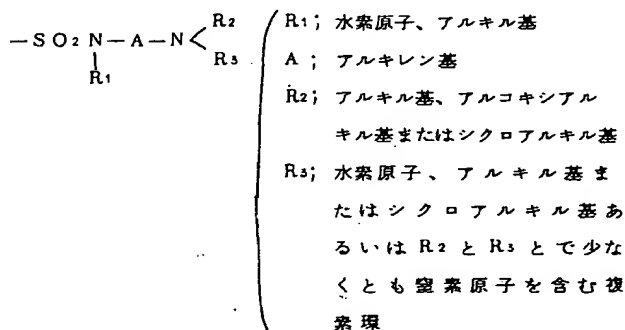 —SO2N—A—N<R2
R3
R1
R1; 水素原子、アルキル基
A ; アルキレン基
R2; アルキル基、アルコキシアル
キル基またはシクロアルキル基
R3; 水素原子、アルキル基ま
たはシクロアルキル基あ
るいはR2とR3とで少な
くとも窒素原子を含む複
素環